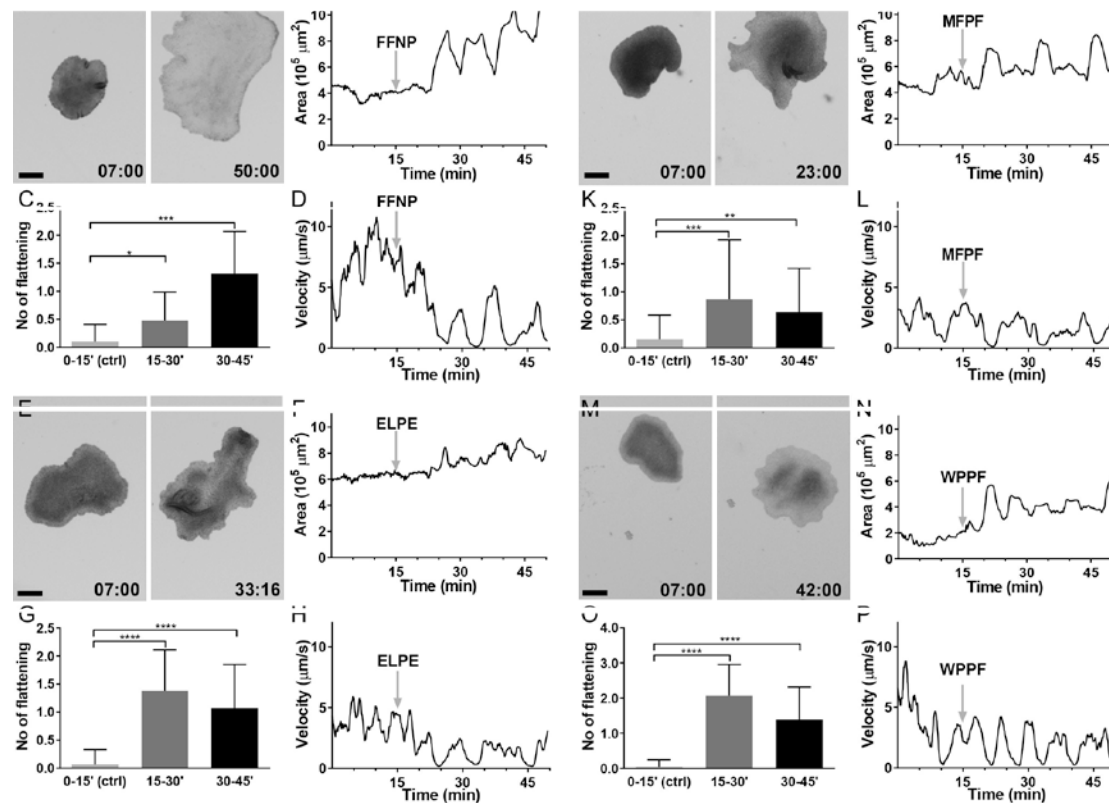 07:00
50:00
Area (10⁵ µm²)
10
8
6
4
2
0
FFNP
15 30 45
Time (min)
07:00
23:00
Area (10⁵ µm²)
10
8
6
4
2
0
MFPF
15 30 45
Time (min)
C
No of flattening
2.5
2.0
1.5
1.0
0.5
0.0
***
*
0-15' (ctrl) 15-30' 30-45'
D
Velocity (µm/s)
10
5
0
FFNP
15 30 45
Time (min)
K
No of flattening
2.5
2.0
1.5
1.0
0.5
0.0
**
***
0-15' (ctrl) 15-30' 30-45'
L
Velocity (µm/s)
10
5
0
MFPF
15 30 45
Time (min)
E
07:00
33:16
Area (10⁵ µm²)
10
8
6
4
2
0
ELPE
15 30 45
Time (min)
M
07:00
42:00
N
Area (10⁵ µm²)
10
8
6
4
2
0
WPPF
15 30 45
Time (min)
G
No of flattening
2.5
2.0
1.5
1.0
0.5
0.0
****
****
0-15' (ctrl) 15-30' 30-45'
H
Velocity (µm/s)
10
5
0
ELPE
15 30 45
Time (min)
O
No of flattening
4.0
3.0
2.0
1.0
0.0
****
****
0-15' (ctrl) 15-30' 30-45'
P
Velocity (µm/s)
10
5
0
WPPF
15 30 45
Time (min)